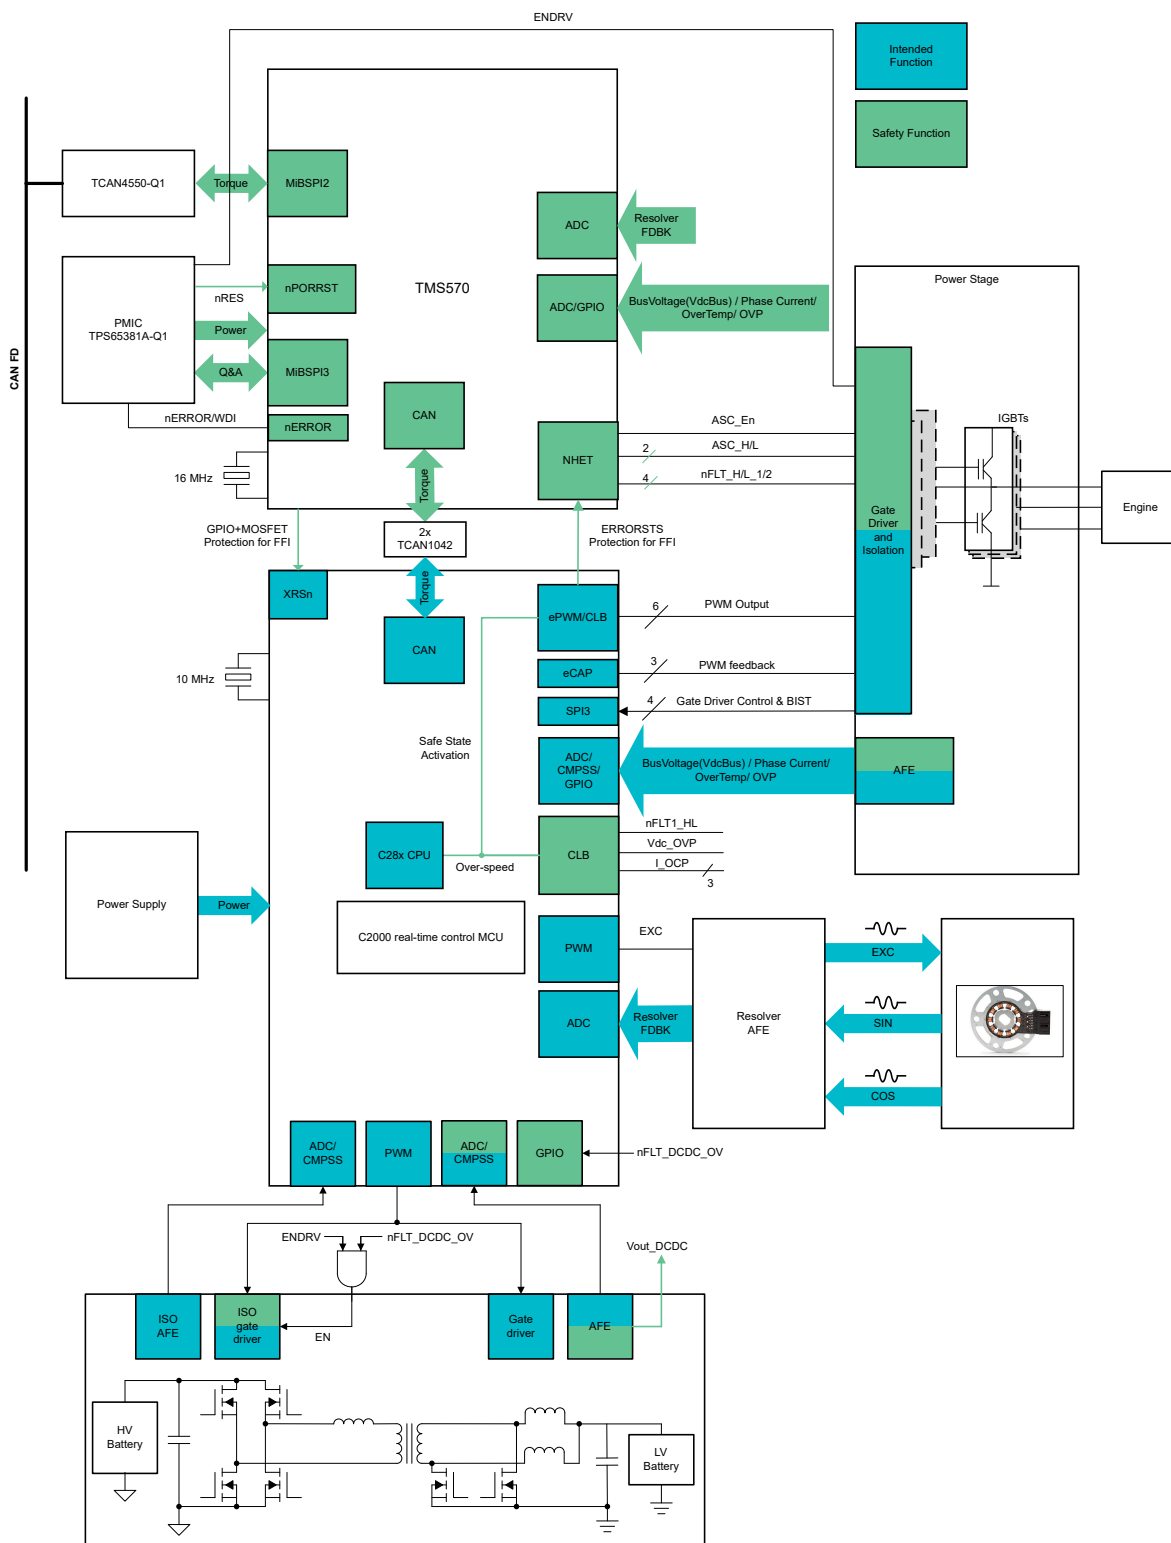 ENDRV
Intended
Function
Safety Function
TCAN4550-Q1
Torque
MiBSPI2
ADC
Resolver
FDBK
CAN FD
nRES
nPORRST
TMS570
ADC/GPIO
BusVoltage(VdcBus) / Phase Current/
OverTemp/ OVP
Power Stage
PMIC
TPS65381A-Q1
Power
Q&A
MiBSPI3
nERROR/WDI
nERROR
CAN
Torque
NHET
ASC_En
2
ASC_H/L
4
nFLT_H/L_1/2
IGBTs
Gate
Driver
and
Isolation
Engine
16 MHz
GPIO+MOSFET
Protection for FFI
2x
TCAN1042
ERRORSTS
Protection for FFI
XRSn
Torque
CAN
ePWM/CLB
6
PWM Output
eCAP
3
PWM feedback
10 MHz
SPI3
4
Gate Driver Control & BIST
Safe State
Activation
ADC/
CMPSS/
GPIO
BusVoltage(VdcBus) / Phase Current/
OverTemp/ OVP
AFE
C28x CPU
Over-speed
CLB
nFLT1_HL
Vdc_OVP
I_OCP
3
Power Supply
Power
C2000 real-time control MCU
PWM
EXC
ADC
Resolver
FDBK
Resolver
AFE
EXC
SIN
COS
ADC/
CMPSS
PWM
ADC/
CMPSS
GPIO
nFLT_DCDC_OV
ENDRV
nFLT_DCDC_OV
Vout_DCDC
ISO
AFE
ISO
gate
driver
EN
Gate
driver
AFE
HV
Battery
LV
Battery